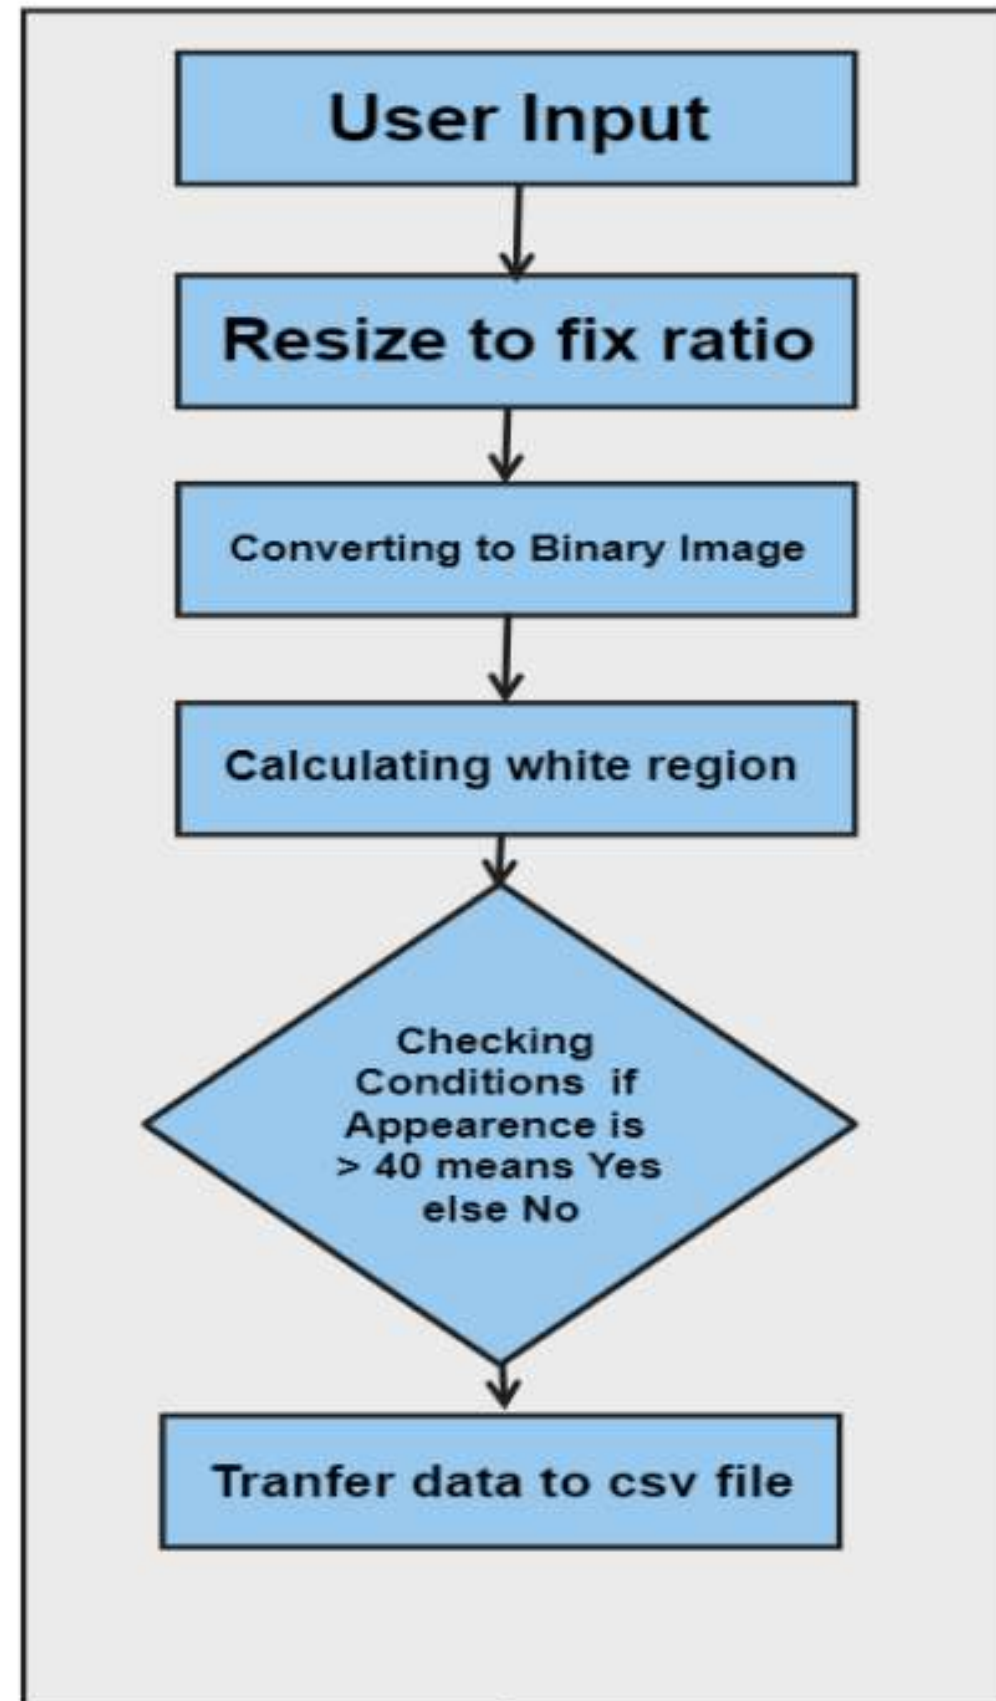 User Input
Resize to fix ratio
Converting to Binary Image
Calculating white region
Checking
Conditions if
Appearence is
> 40 means Yes
else No
Tranfer data to csv file